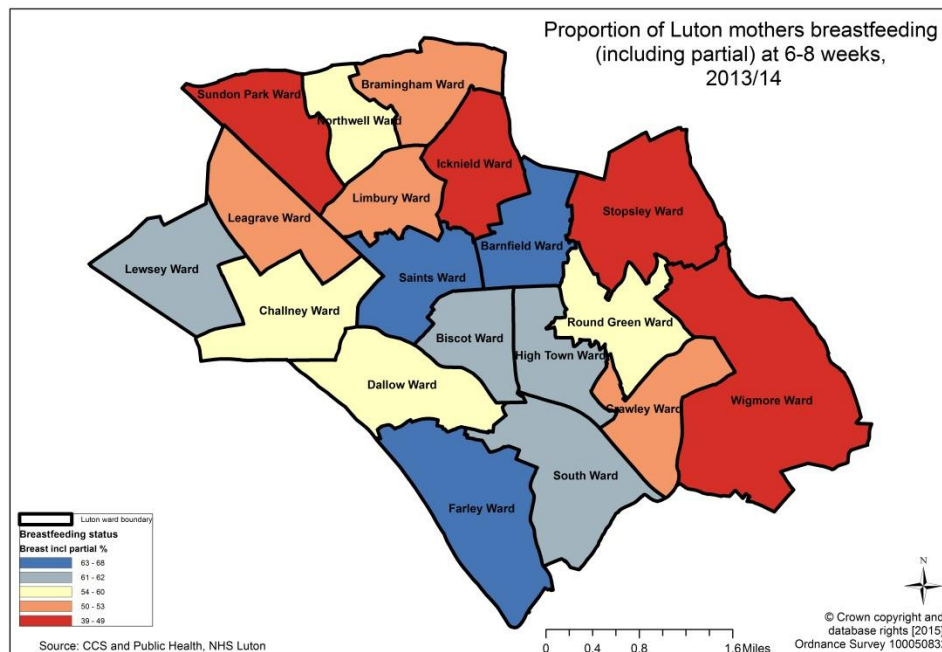 Proportion of Luton mothers breastfeeding
(including partial) at 6-8 weeks,
2013/14
Bramingham Ward
Sundon Park Ward
Northwell Ward
Icknield Ward
Limbury Ward
Stopsley Ward
Leagrave Ward
Barnfield Ward
Lewsey Ward
Saints Ward
Challney Ward
Round Green Ward
Biscot Ward
High Town Ward
Dallow Ward
Wigmore Ward
Crawley Ward
South Ward
Farley Ward
Luton ward boundary
Breastfeeding status
Breast incl partial %
63 - 68
61 - 62
54 - 60
50 - 53
39 - 49
Source: CCS and Public Health, NHS Luton
0 0.4 0.8 1.6 Miles
N
© Crown copyright and
database rights [2015]
Ordnance Survey 10005083